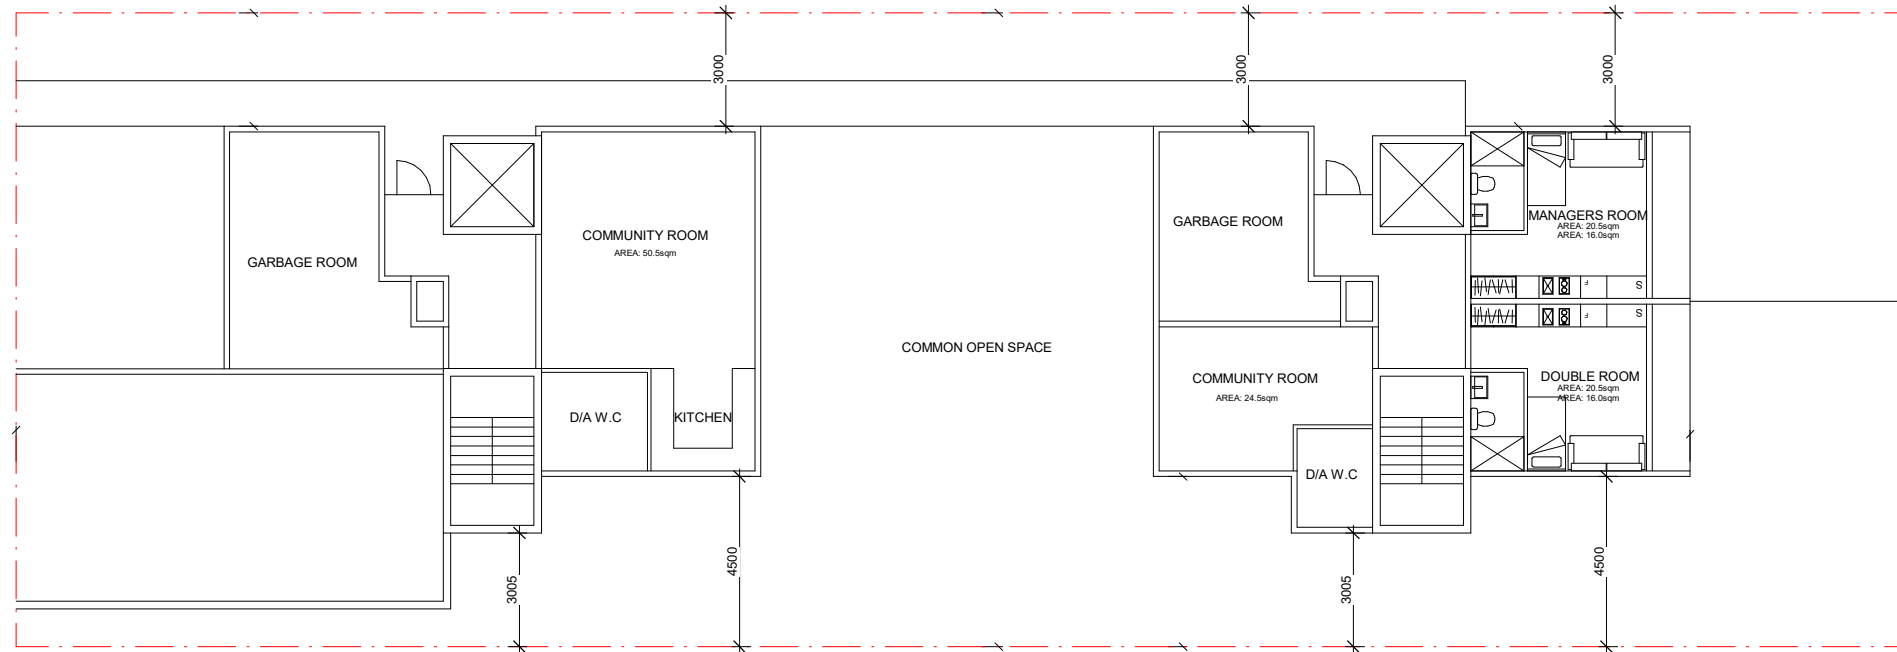 3000
3000
3000
COMMUNITY ROOM
AREA: 50.5sqm
GARBAGE ROOM
GARBAGE ROOM
MANAGERS ROOM
AREA: 20.5sqm
AREA: 16.0sqm
F
S
F
S
COMMON OPEN SPACE
COMMUNITY ROOM
AREA: 24.5sqm
DOUBLE ROOM
AREA: 20.5sqm
AREA: 16.0sqm
D/A W.C
KITCHEN
D/A W.C
3005
4500
3005
4500